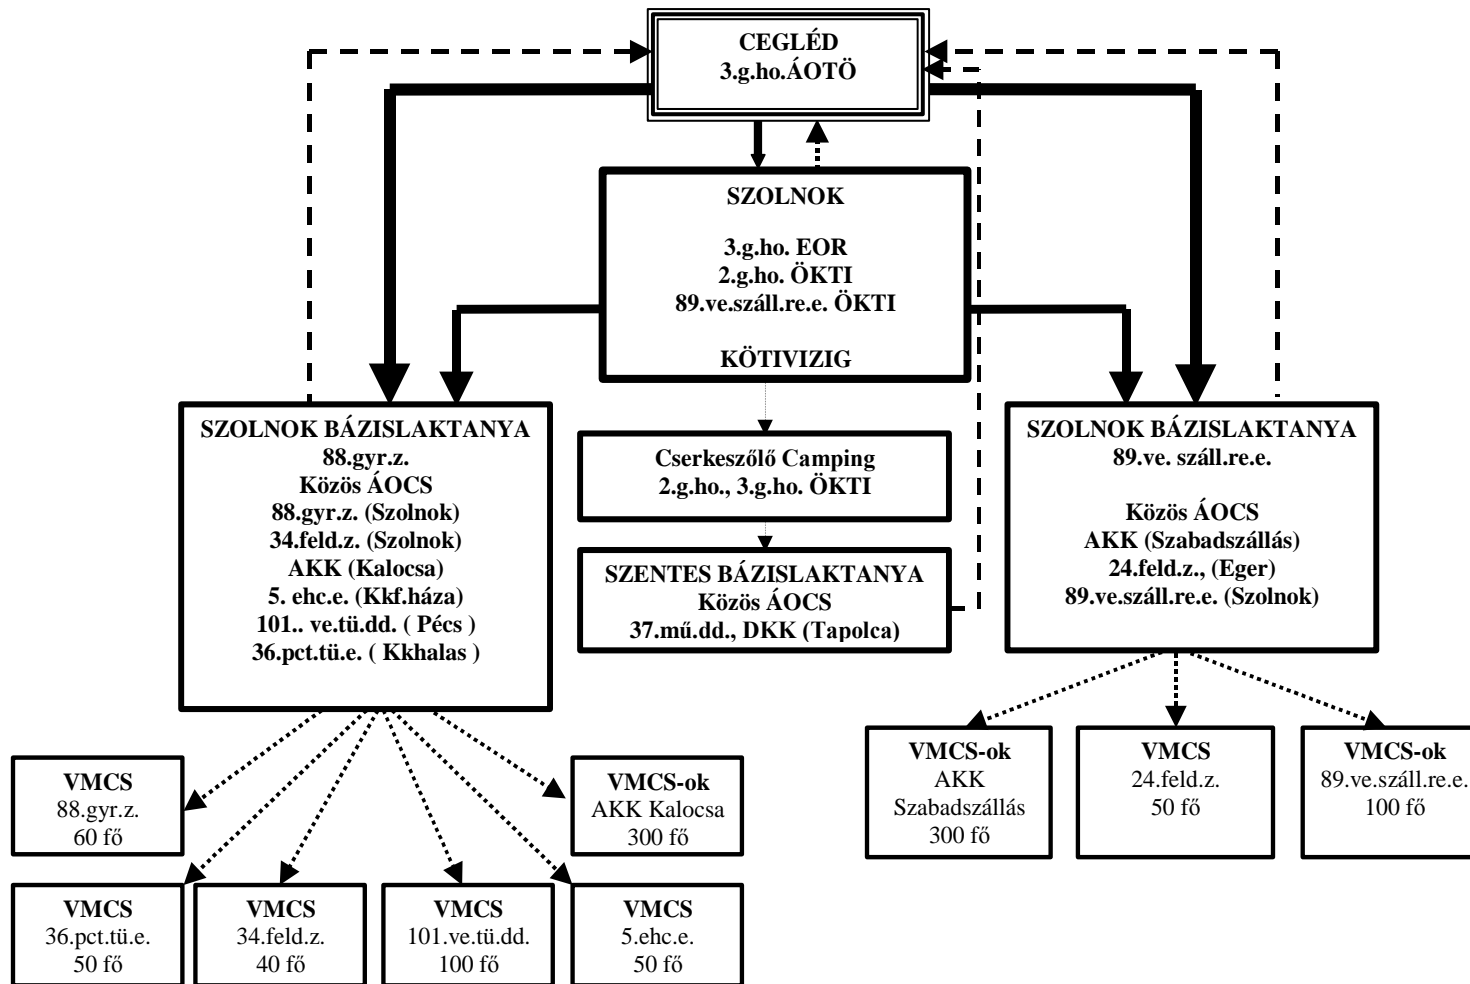 CEGLÉD
3.g.ho.ÁOTÖ
SZOLNOK
3.g.ho. EOR
2.g.ho. ÖKTI
89.ve.száll.re.e. ÖKTI
KÖTIVIZIG
SZOLNOK BÁZISLAKTANYA
88.gyr.z.
Közös ÁOCS
88.gyr.z. (Szolnok)
34.feld.z. (Szolnok)
AKK (Kalocsa)
5. ehc.e. (Kkf.háza)
101.. ve.tü.dd. ( Pécs )
36.pct.tü.e. ( Kkhalas )
Cserkeszőlő Camping
2.g.ho., 3.g.ho. ÖKTI
SZENTES BÁZISLAKTANYA
Közös ÁOCS
37.mű.dd., DKK (Tapolca)
SZOLNOK BÁZISLAKTANYA
89.ve. száll.re.e.
Közös ÁOCS
AKK (Szabadszállás)
24.feld.z., (Eger)
89.ve.száll.re.e. (Szolnok)
VMCS
88.gyr.z.
60 fő
VMCS-ok
AKK Kalocsa
300 fő
VMCS-ok
AKK
Szabadszállás
300 fő
VMCS
24.feld.z.
50 fő
VMCS-ok
89.ve.száll.re.e.
100 fő
VMCS
36.pct.tü.e.
50 fő
VMCS
34.feld.z.
40 fő
VMCS
101.ve.tü.dd.
100 fő
VMCS
5.ehc.e.
50 fő